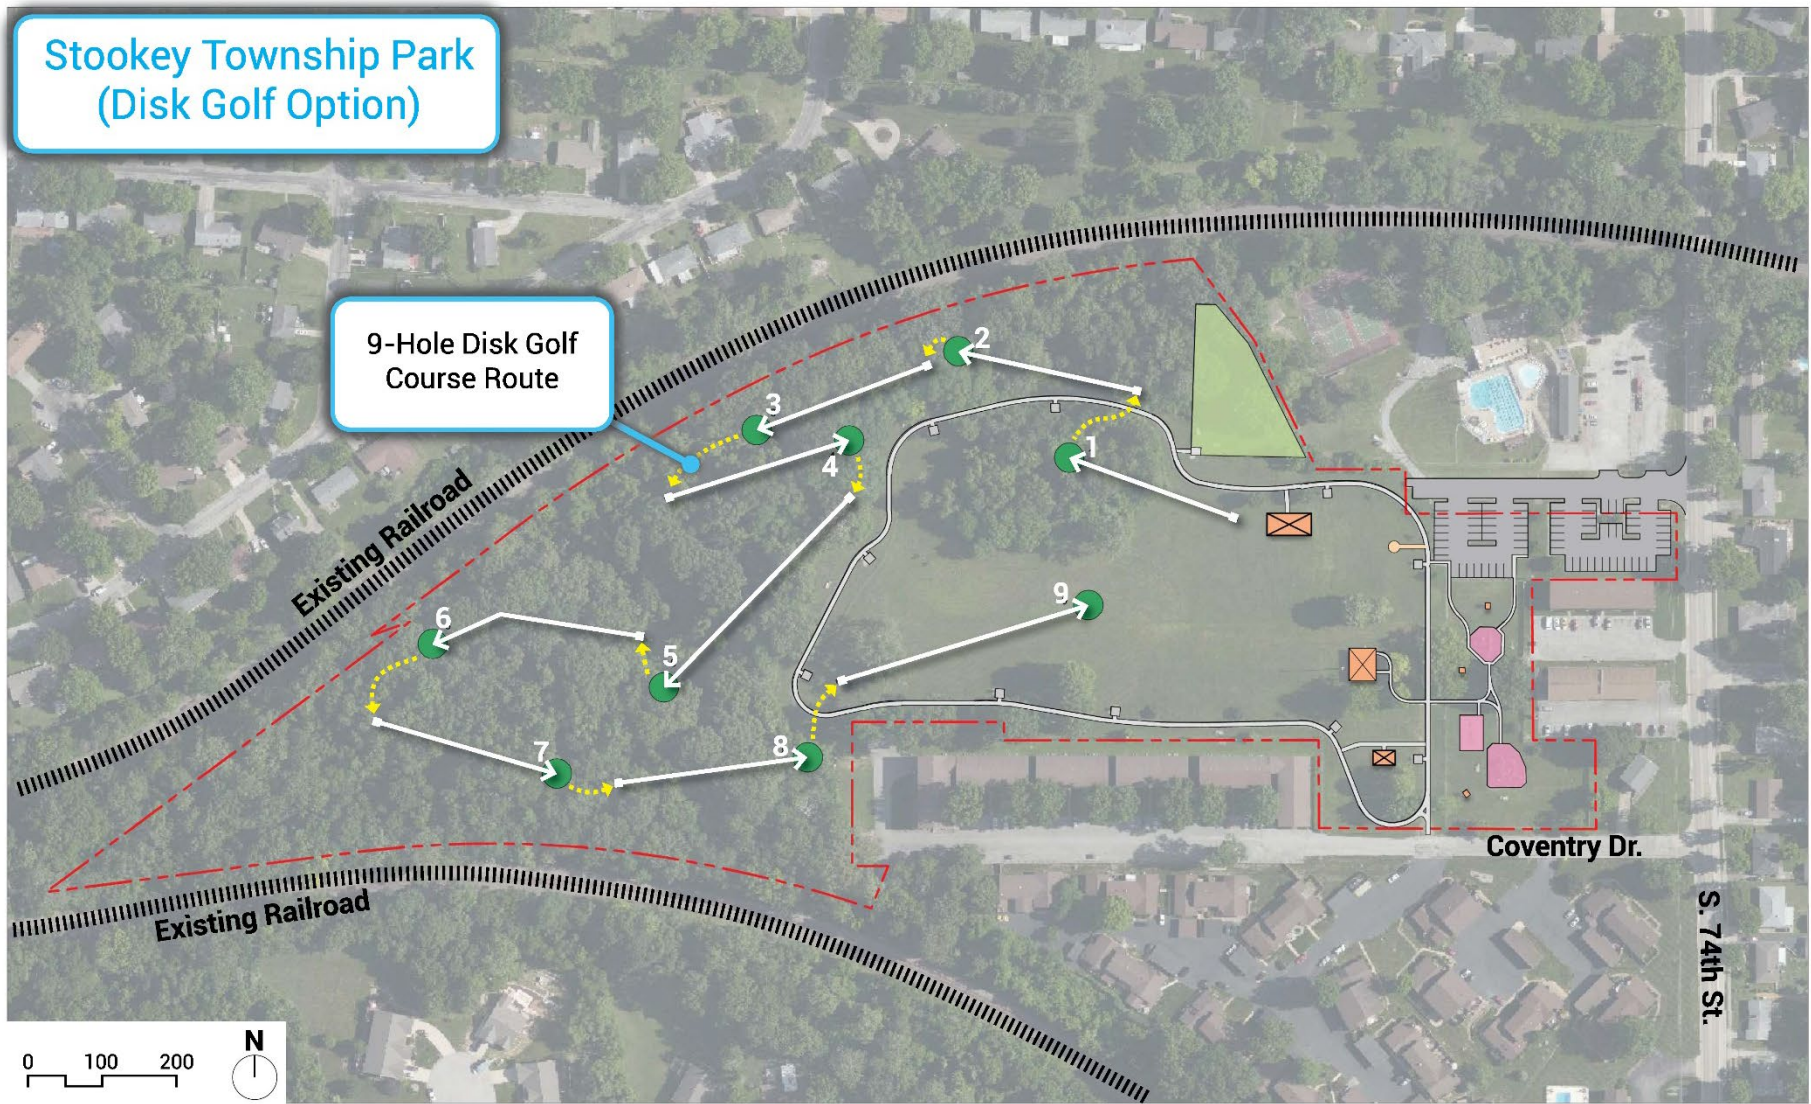 Stookey Township Park
(Disk Golf Option)
9-Hole Disk Golf
Course Route
2
3
1
4
Existing Railroad
9
6
5
8
7
Coventry Dr.
Existing Railroad
S. 74th St.
N
0 100 200